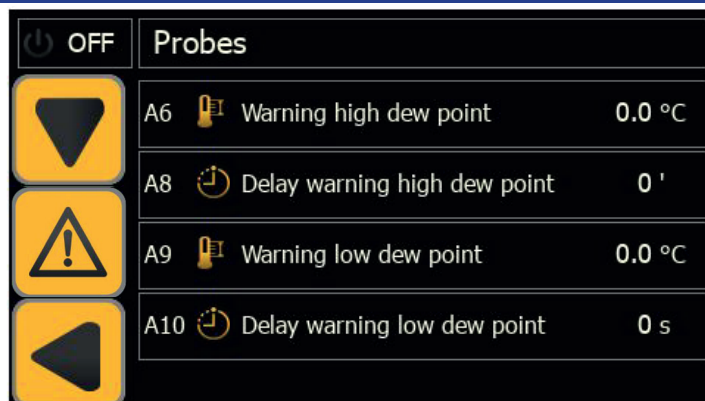 OFF Probes
A6 Warning high dew point 0.0 °C
A8 Delay warning high dew point 0 '
A9 Warning low dew point 0.0 °C
A10 Delay warning low dew point 0 s